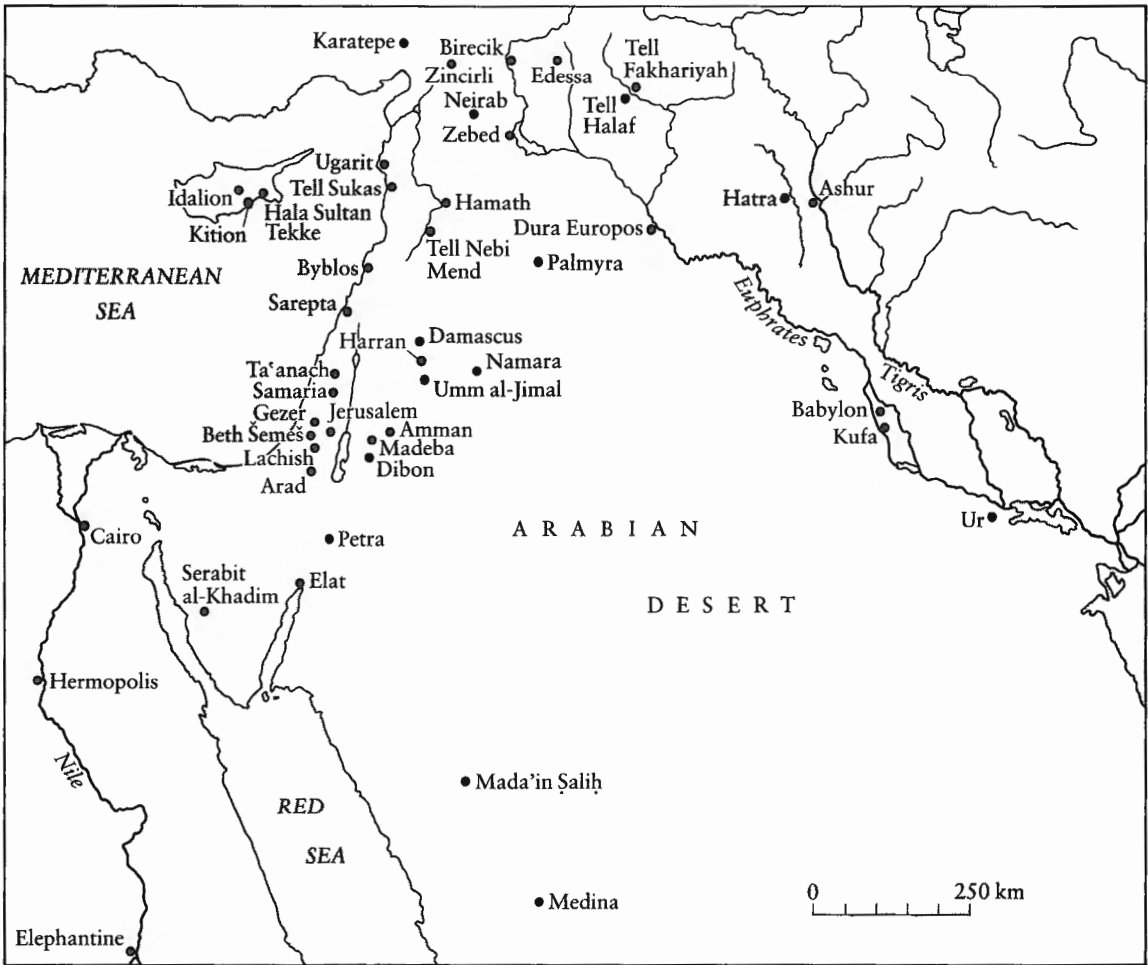 Karatepe
Birecik
Zincirli
Edessa
Tell
Fakhariyah
Neirab
Tell
Halaf
Zebed
Ugarit
Tell Sukas
Idalion
Hala Sultan
Tekke
Kition
Hamath
Hatra
Ashur
Dura Europos
Tell Nebi
Mend
Byblos
Palmyra
MEDITERRANEAN
SEA
Sarepta
Euphrates
Harran
Damascus
Namara
Umm al-Jimal
Taʿanach
Samaria
Tigris
Gezer
Jerusalem
Babylon
Beth Šemeš
Amman
Kufa
Madeba
Lachish
Dibon
Arad
Ur
Cairo
Petra
ARABIAN
DESERT
Serabit
al-Khadim
Elat
Hermopolis
Nile
Mada'in Ṣaliḥ
RED
SEA
0 250 km
Medina
Elephantine